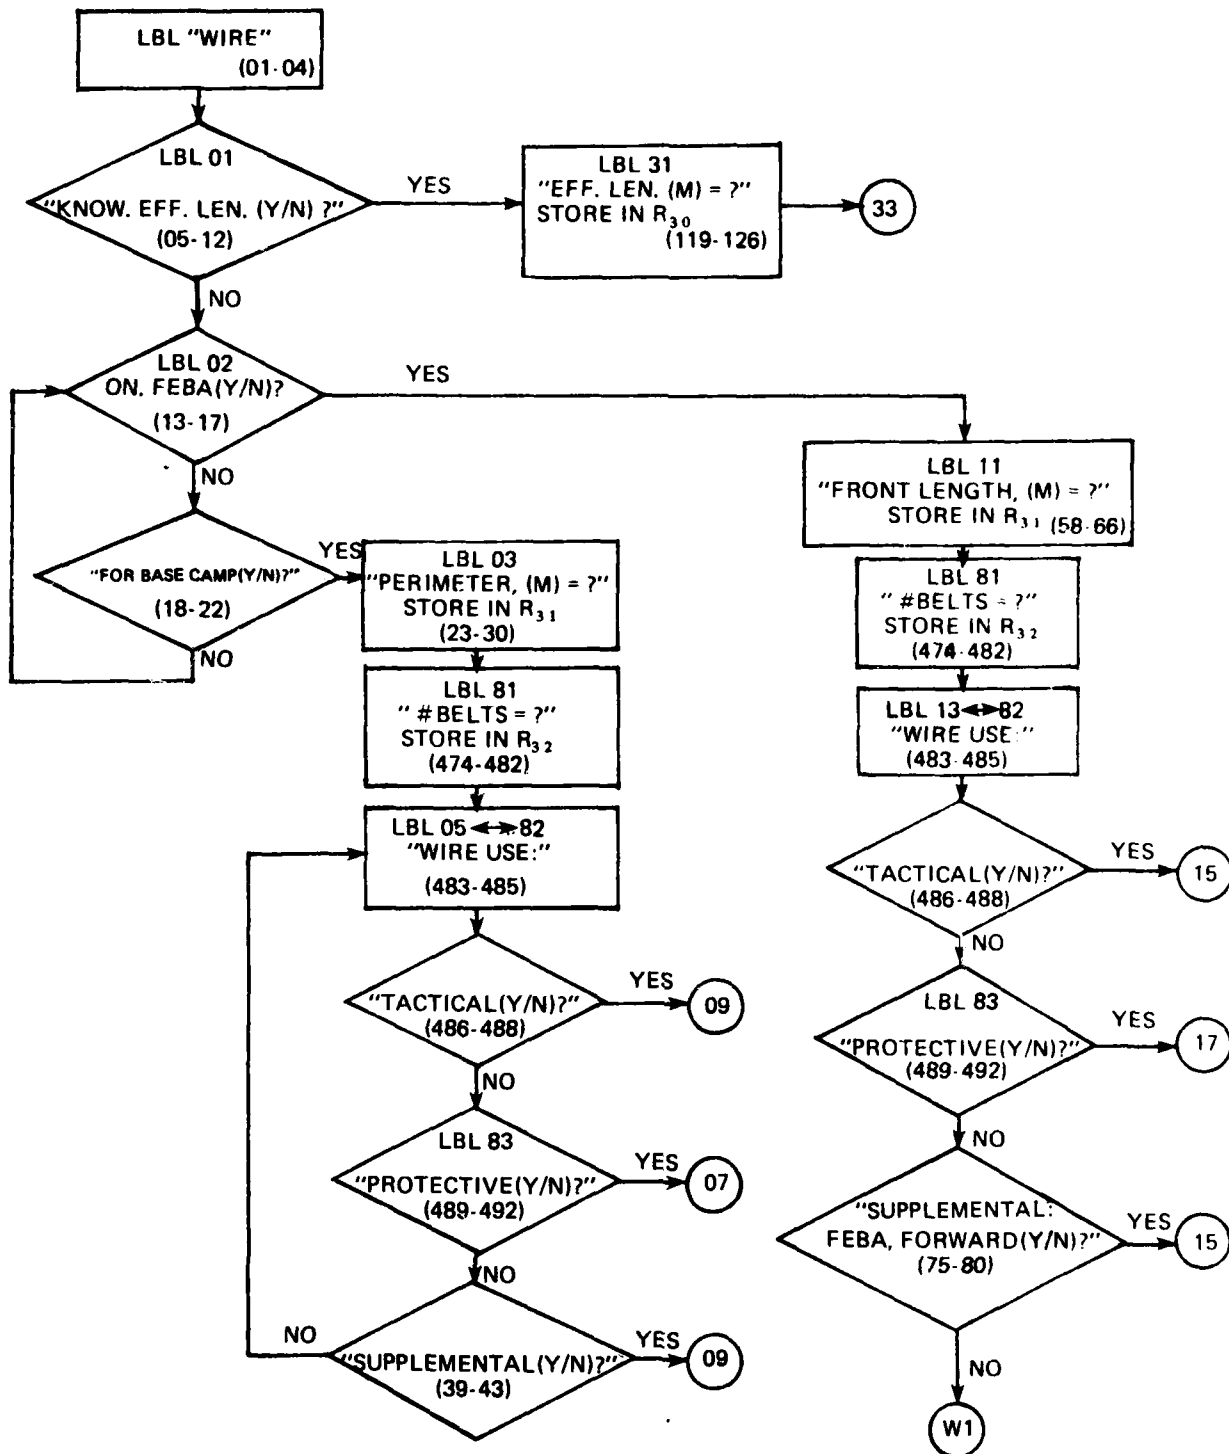 LBL "WIRE"
(01-04)
LBL 01
"KNOW. EFF. LEN. (Y/N) ?"
(05-12)
YES
LBL 31
"EFF. LEN. (M) = ?"
STORE IN R30
(119-126)
33
NO
LBL 02
ON. FEBA(Y/N)?
(13-17)
YES
NO
"FOR BASE CAMP(Y/N)?"
(18-22)
YES
NO
LBL 03
"PERIMETER, (M) = ?"
STORE IN R31
(23-30)
LBL 81
"#BELTS = ?"
STORE IN R32
(474-482)
LBL 05↔82
"WIRE USE:"
(483-485)
"TACTICAL(Y/N)?"
(486-488)
YES
09
NO
LBL 83
"PROTECTIVE(Y/N)?"
(489-492)
YES
07
NO
"SUPPLEMENTAL(Y/N)?"
(39-43)
NO
YES
09
LBL 11
"FRONT LENGTH, (M) = ?"
STORE IN R31 (58-66)
LBL 81
"#BELTS = ?"
STORE IN R32
(474-482)
LBL 13↔82
"WIRE USE:"
(483-485)
"TACTICAL(Y/N)?"
(486-488)
YES
15
NO
LBL 83
"PROTECTIVE(Y/N)?"
(489-492)
YES
17
NO
"SUPPLEMENTAL:
FEBA, FORWARD(Y/N)?"
(75-80)
YES
15
NO
W1